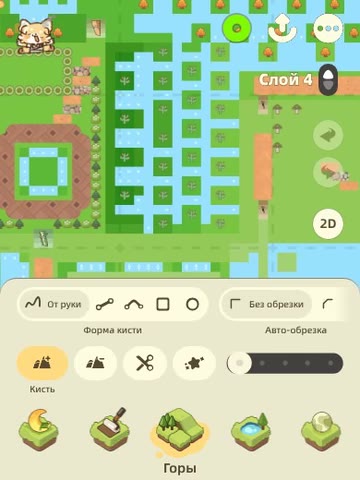 Слой 4
2D
От руки
Без обрезки
Форма кисти
Авто-обрезка
Кисть
Горы